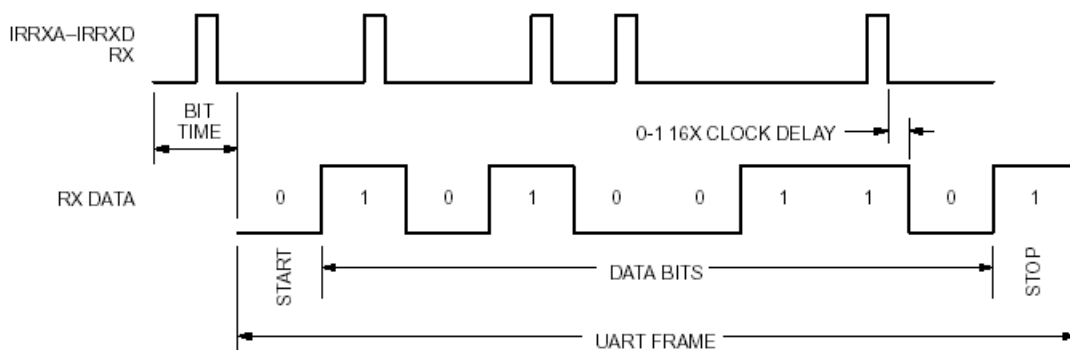 IRRXA–IRRXD
RX
BIT
TIME
0-1 16X CLOCK DELAY
RX DATA
0 1 0 1 0 0 1 1 0 1
START
DATA BITS
STOP
UART FRAME